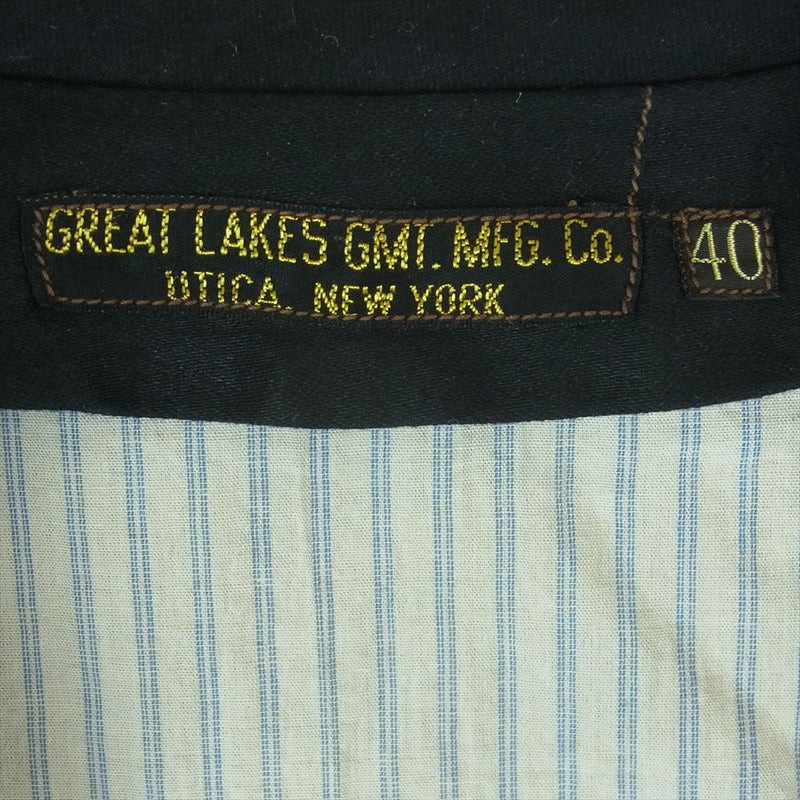 GREAT LAKES GMT. MFG. Co.
UTICA, NEW YORK
40